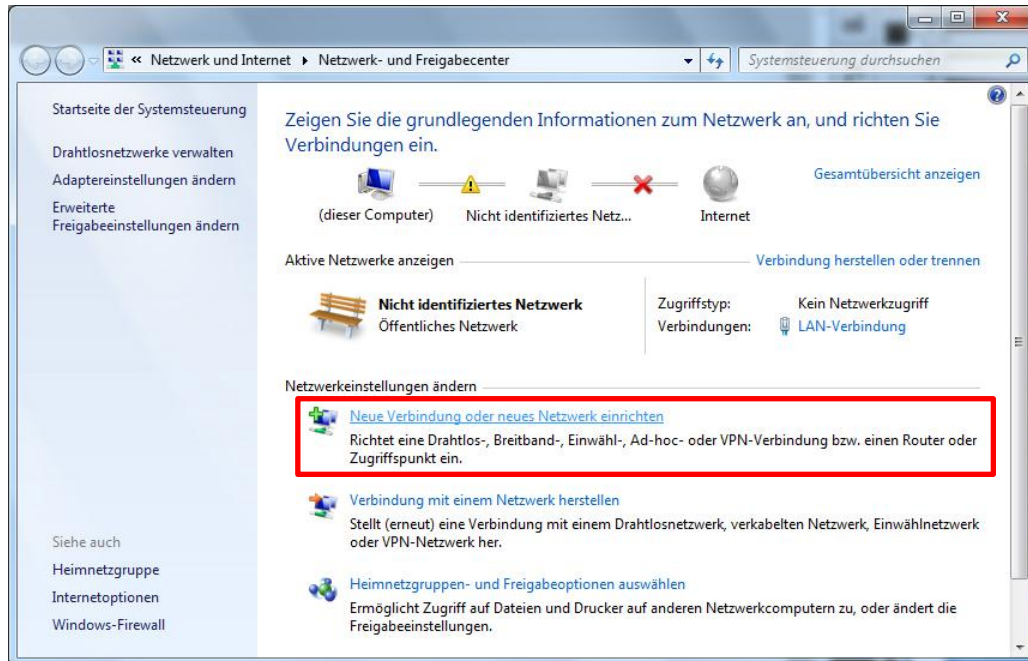 « Netzwerk und Internet ▸ Netzwerk- und Freigabecenter
Systemsteuerung durchsuchen
Startseite der Systemsteuerung
Drahtlosnetzwerke verwalten
Adaptereinstellungen ändern
Erweiterte
Freigabeeinstellungen ändern
Zeigen Sie die grundlegenden Informationen zum Netzwerk an, und richten Sie
Verbindungen ein.
Gesamtübersicht anzeigen
(dieser Computer) Nicht identifiziertes Netz... Internet
Aktive Netzwerke anzeigen Verbindung herstellen oder trennen
Nicht identifiziertes Netzwerk
Öffentliches Netzwerk
Zugriffstyp: Kein Netzwerkzugriff
Verbindungen: LAN-Verbindung
Netzwerkeinstellungen ändern
Neue Verbindung oder neues Netzwerk einrichten
Richtet eine Drahtlos-, Breitband-, Einwähl-, Ad-hoc- oder VPN-Verbindung bzw. einen Router oder
Zugriffspunkt ein.
Verbindung mit einem Netzwerk herstellen
Stellt (erneut) eine Verbindung mit einem Drahtlosnetzwerk, verkabelten Netzwerk, Einwählnetzwerk
oder VPN-Netzwerk her.
Heimnetzgruppen- und Freigabeoptionen auswählen
Ermöglicht Zugriff auf Dateien und Drucker auf anderen Netzwerkcomputern zu, oder ändert die
Freigabeeinstellungen.
Siehe auch
Heimnetzgruppe
Internetoptionen
Windows-Firewall